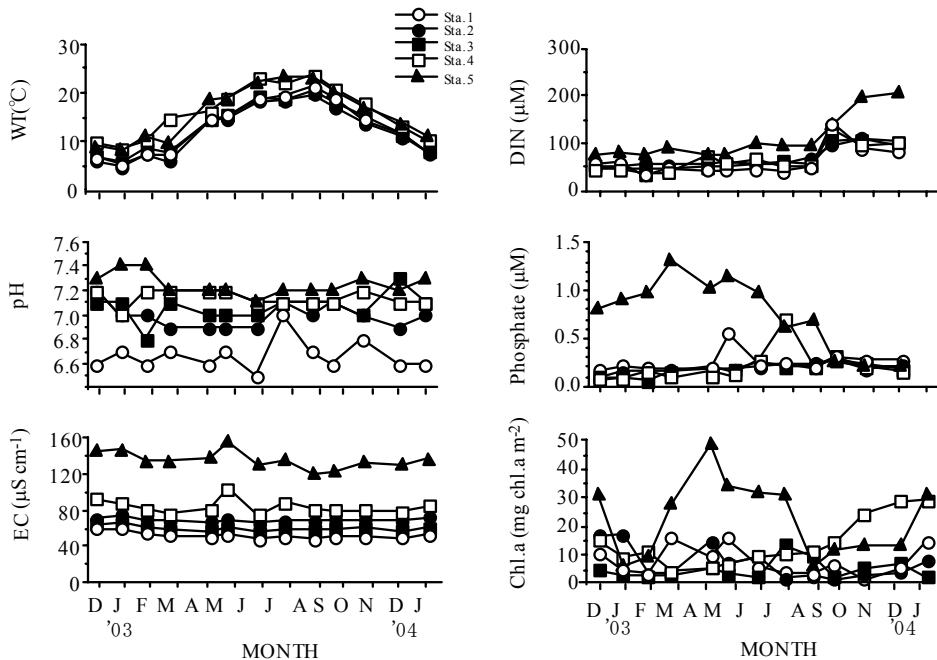 Sta.1
Sta.2
Sta.3
Sta.4
Sta.5
30
20
10
0
WT(℃)
J F M A M J J A S O N D J
7.6
7.4
7.2
7.0
6.6
6.6
pH
160
120
80
40
0
EC (μS cm-1)
D J F M A M J J A S O N D J
'03 '04
MONTH
300
200
100
0
DIN (μM)
1.5
1.0
0.5
0.0
Phosphate (μM)
50
40
30
20
10
0
Chl.a (mg chl.a m-2)
D J F M A M J J A S O N D J
'03 '04
MONTH